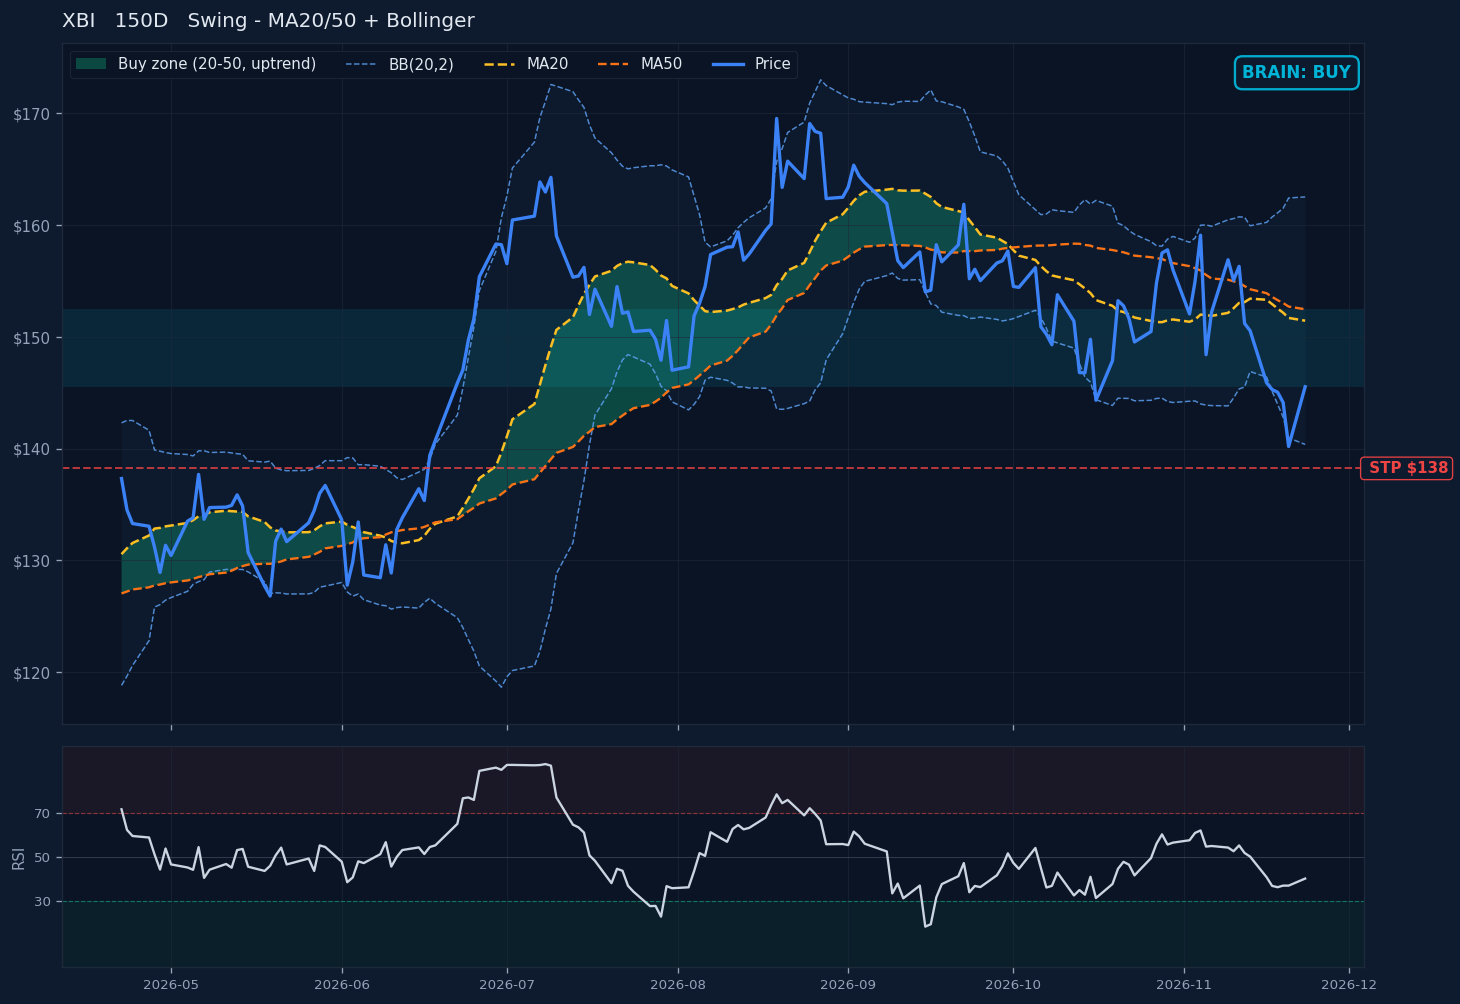 XBI   150D   Swing - MA20/50 + Bollinger
Buy zone (20-50, uptrend)   BB(20,2)   MA20   MA50   Price
BRAIN: BUY
$170
$160
$150
$140
STP $138
$130
$120
70
50
30
RSI
2026-05   2026-06   2026-07   2026-08   2026-09   2026-10   2026-11   2026-12